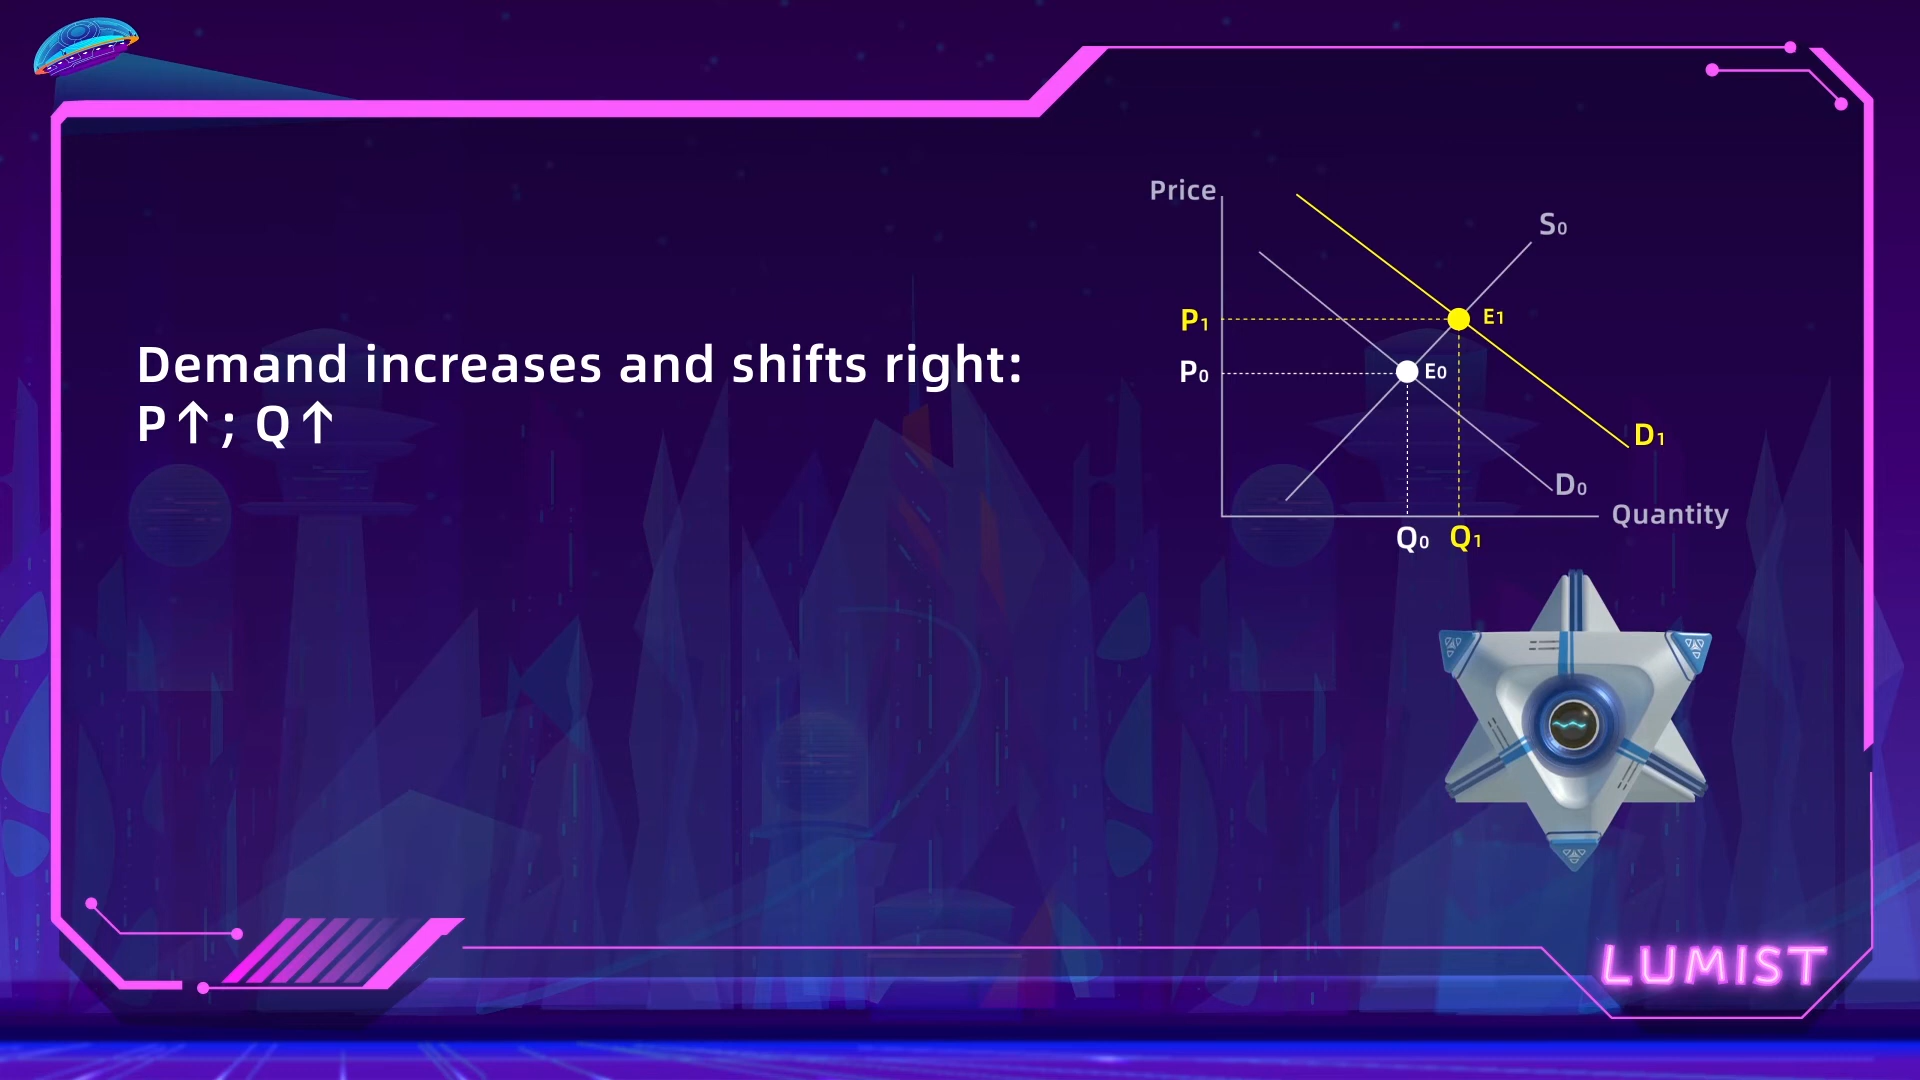 Price
S₀
P₁
E₁
Demand increases and shifts right:
P₀
E₀
P↑; Q↑
D₁
D₀
Quantity
Q₀
Q₁
LUMIST